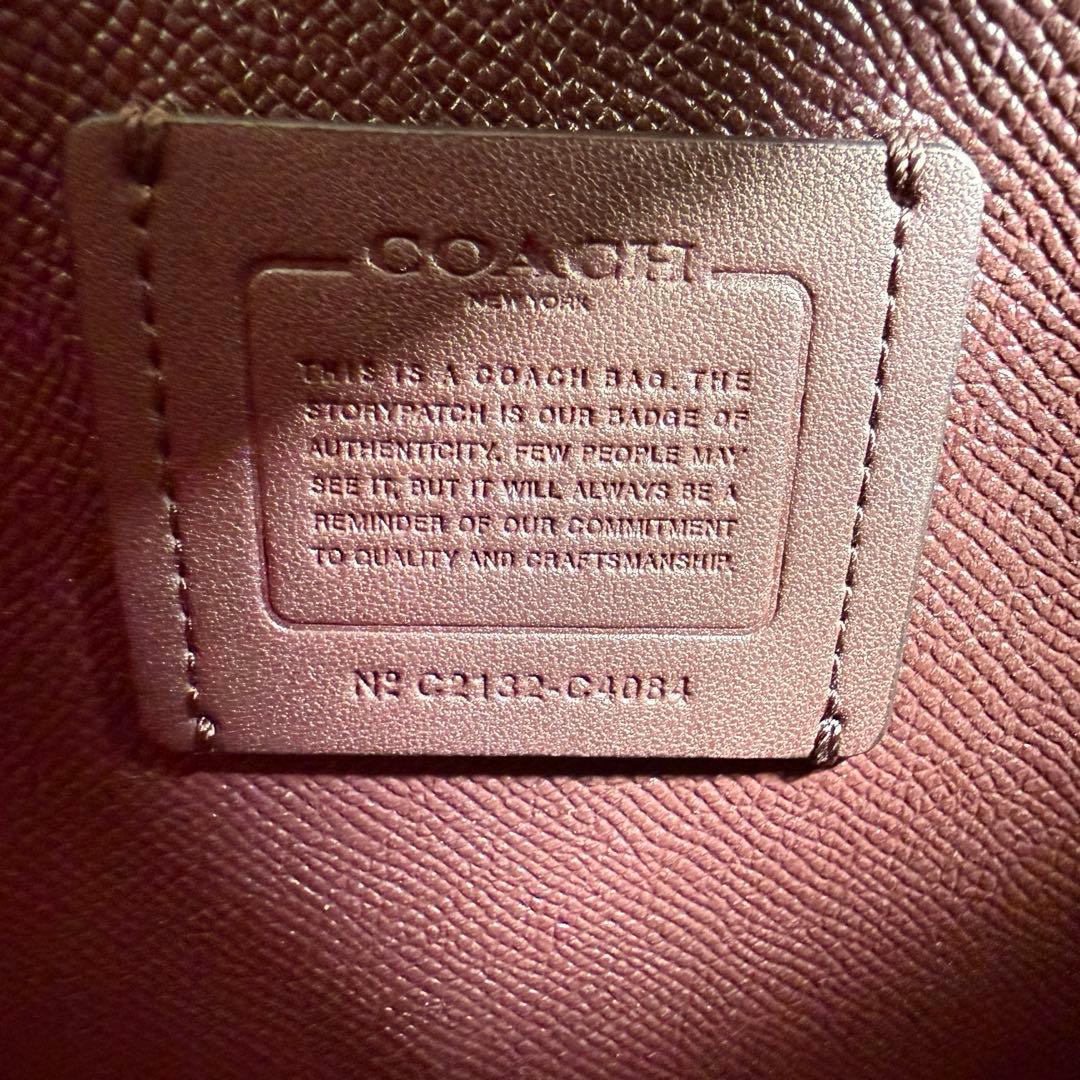 COACH
NEW YORK
THIS IS A COACH BAG. THE
STORYPATCH IS OUR BADGE OF
AUTHENTICITY. FEW PEOPLE MAY
SEE IT, BUT IT WILL ALWAYS BE A
REMINDER OF OUR COMMITMENT
TO QUALITY AND CRAFTSMANSHIP.
Nº C2132-C4084